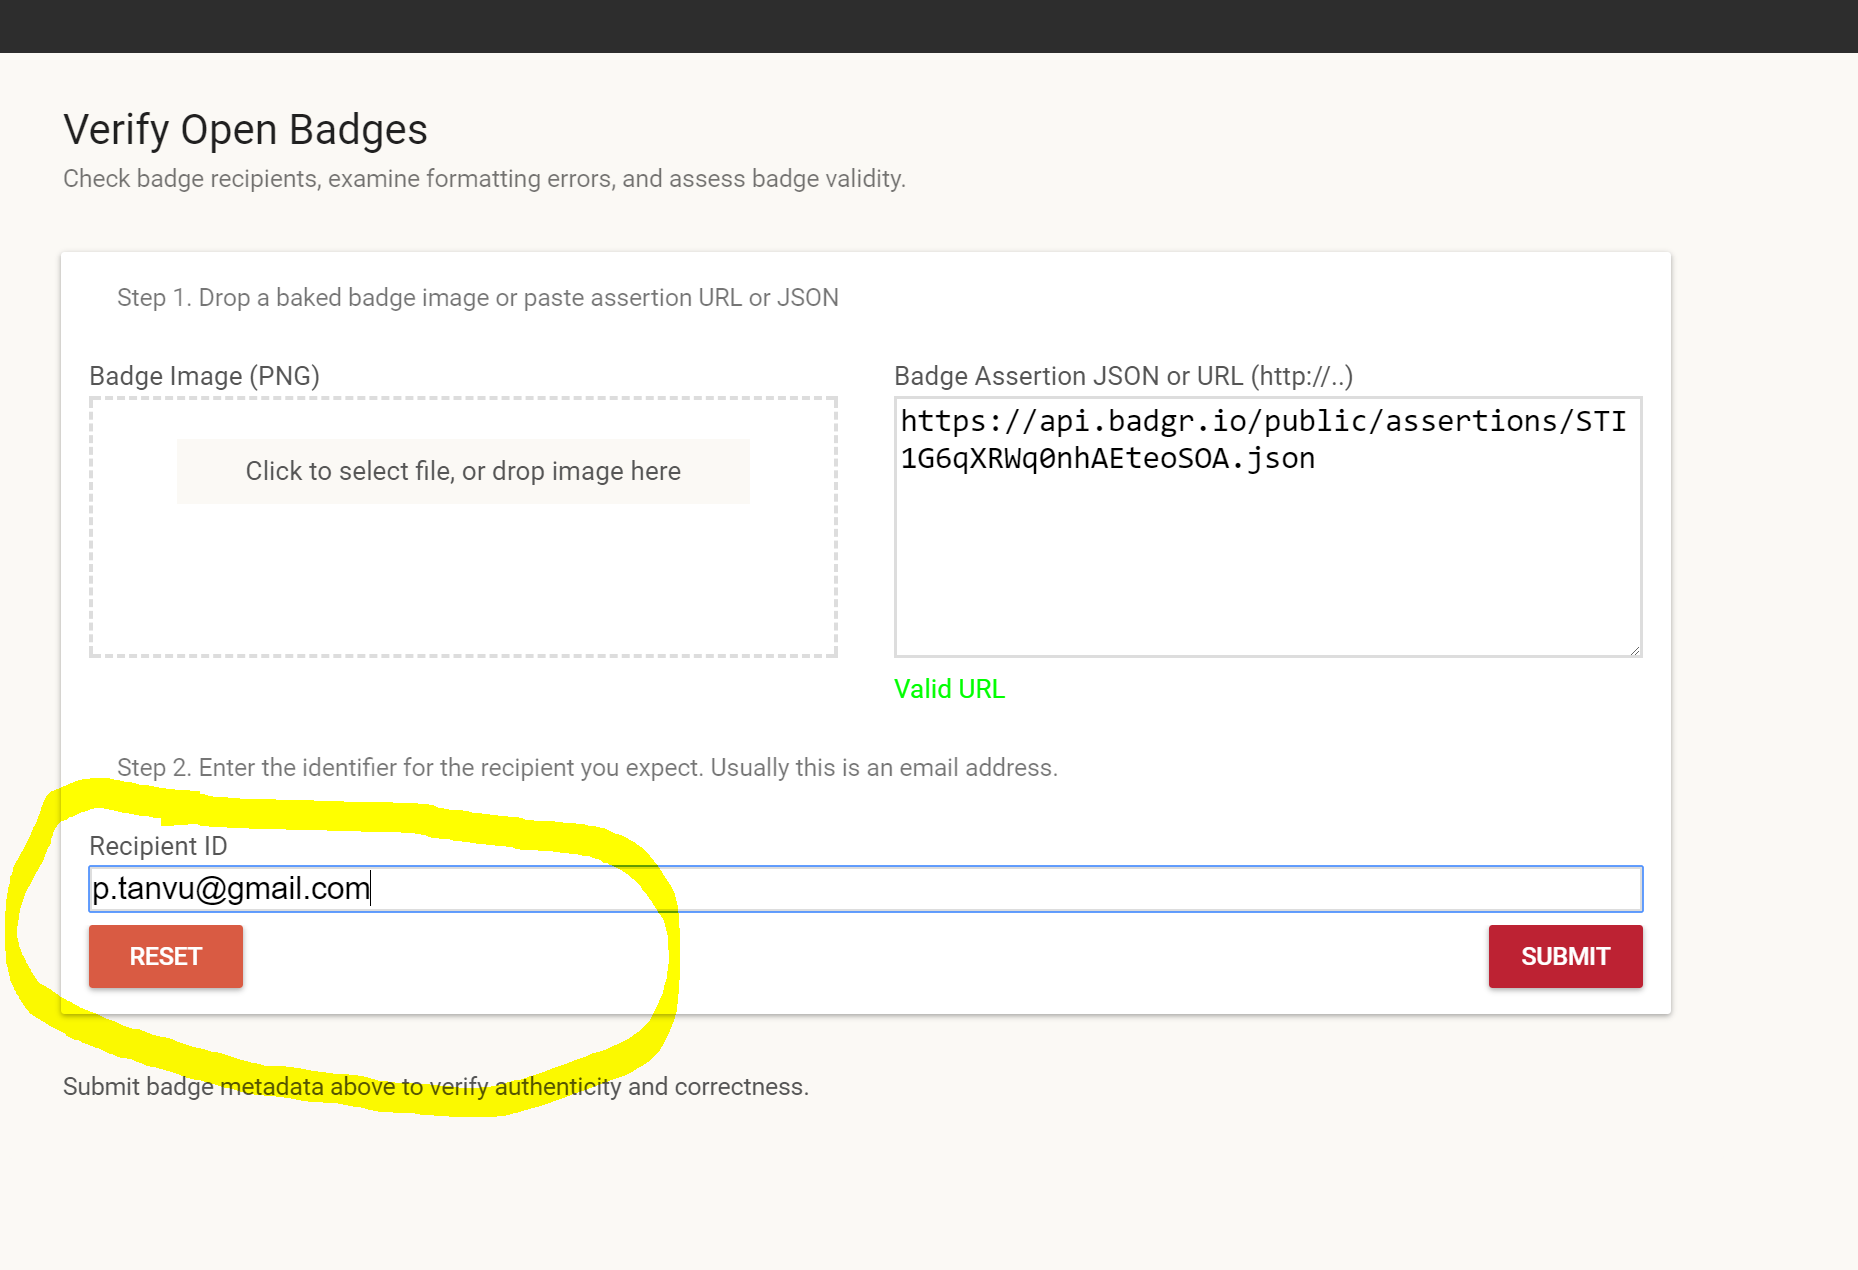 Verify Open Badges
Check badge recipients, examine formatting errors, and assess badge validity.
Step 1. Drop a baked badge image or paste assertion URL or JSON
Badge Image (PNG)
Click to select file, or drop image here
Badge Assertion JSON or URL (http://..)
https://api.badgr.io/public/assertions/STI
1G6qXRWq0nhAEteoSOA.json
Valid URL
Step 2. Enter the identifier for the recipient you expect. Usually this is an email address.
Recipient ID
p.tanvu@gmail.com
RESET
SUBMIT
Submit badge metadata above to verify authenticity and correctness.